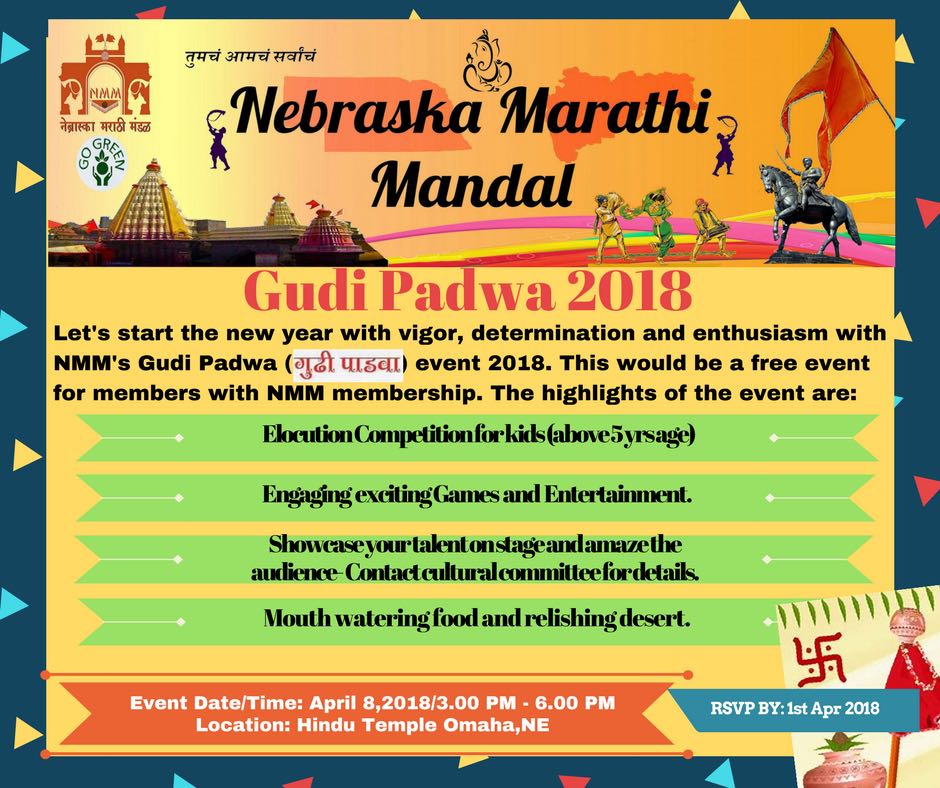 तुमचं आमचं सर्वांचं
NMM
नेब्रास्का मराठी मंडळ
GO GREEN
Nebraska Marathi
Mandal
Gudi Padwa 2018
Let's start the new year with vigor, determination and enthusiasm with
NMM's Gudi Padwa (गुढी पाडवा) event 2018. This would be a free event
for members with NMM membership. The highlights of the event are:
Elocution Competition for kids (above 5 yrs age)
Engaging exciting Games and Entertainment.
Showcase your talent on stage and amaze the
audience- Contact cultural committee for details.
Mouth watering food and relishing desert.
Event Date/Time: April 8,2018/3.00 PM - 6.00 PM
Location: Hindu Temple Omaha,NE
RSVP BY: 1st Apr 2018